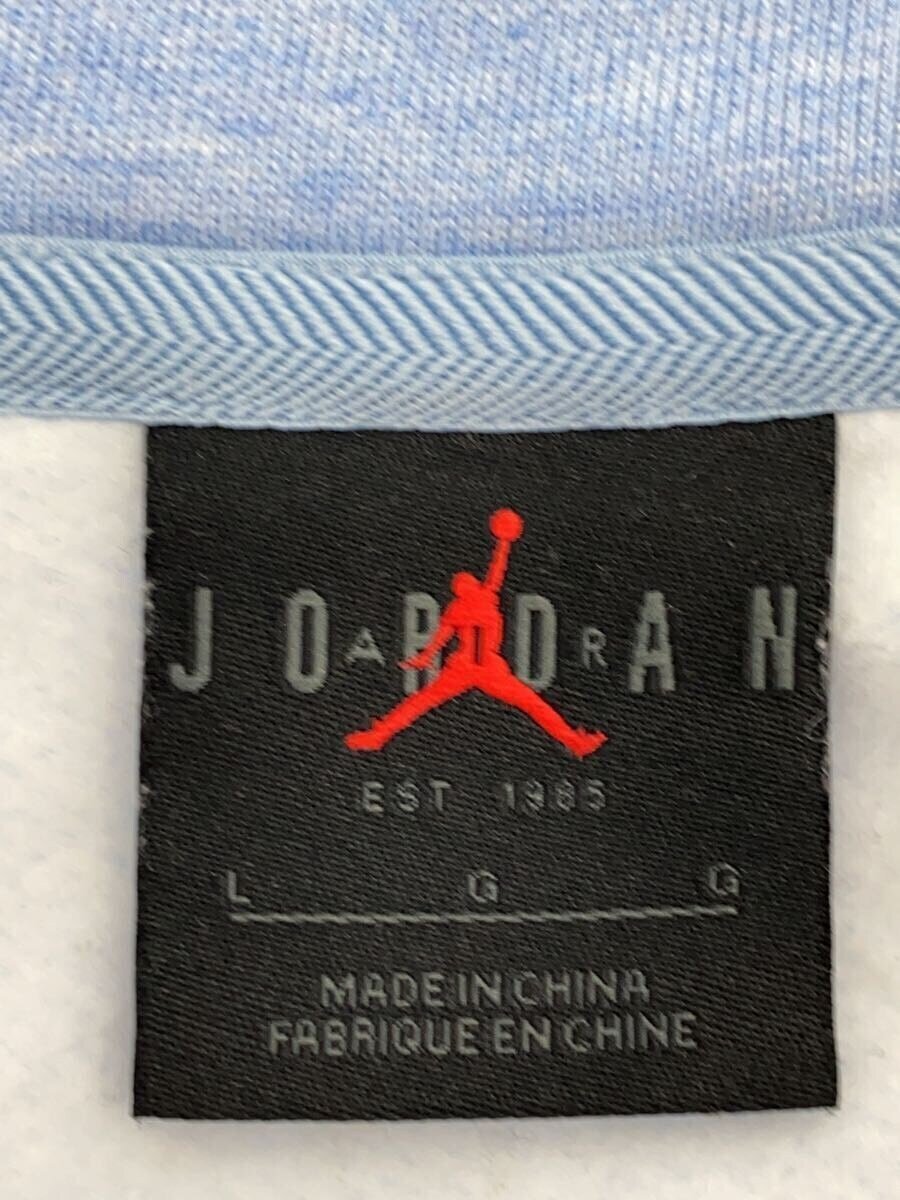 JORDAN
AIR
EST 1985
L G G
MADE IN CHINA
FABRIQUE EN CHINE